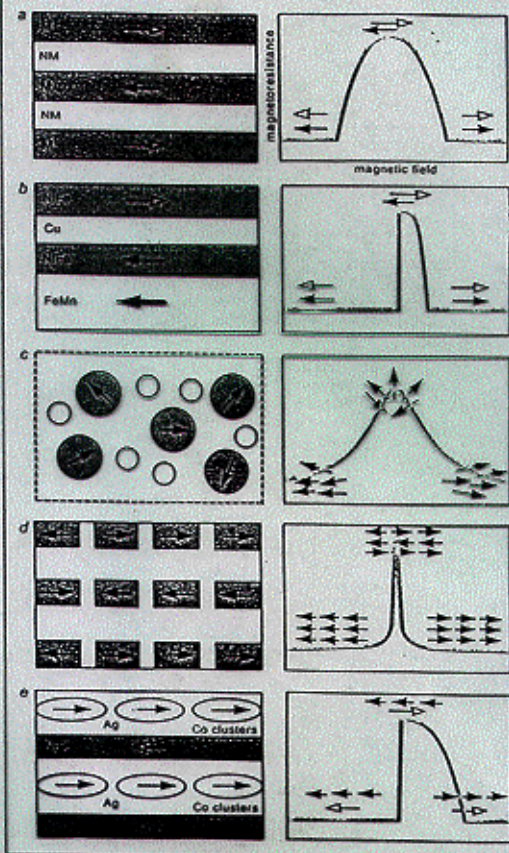 a
NM
NM
magnetoresistance
magnetic field
b
Cu
FeMn
c
d
e
Ag Co clusters
Ag Co clusters